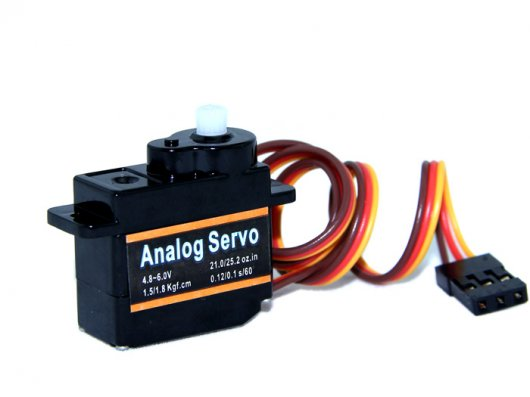 Analog Servo
4.8~6.0V 21.0/25.2 oz.in
1.5/1.8 Kgf.cm 0.12/0.1 s/60